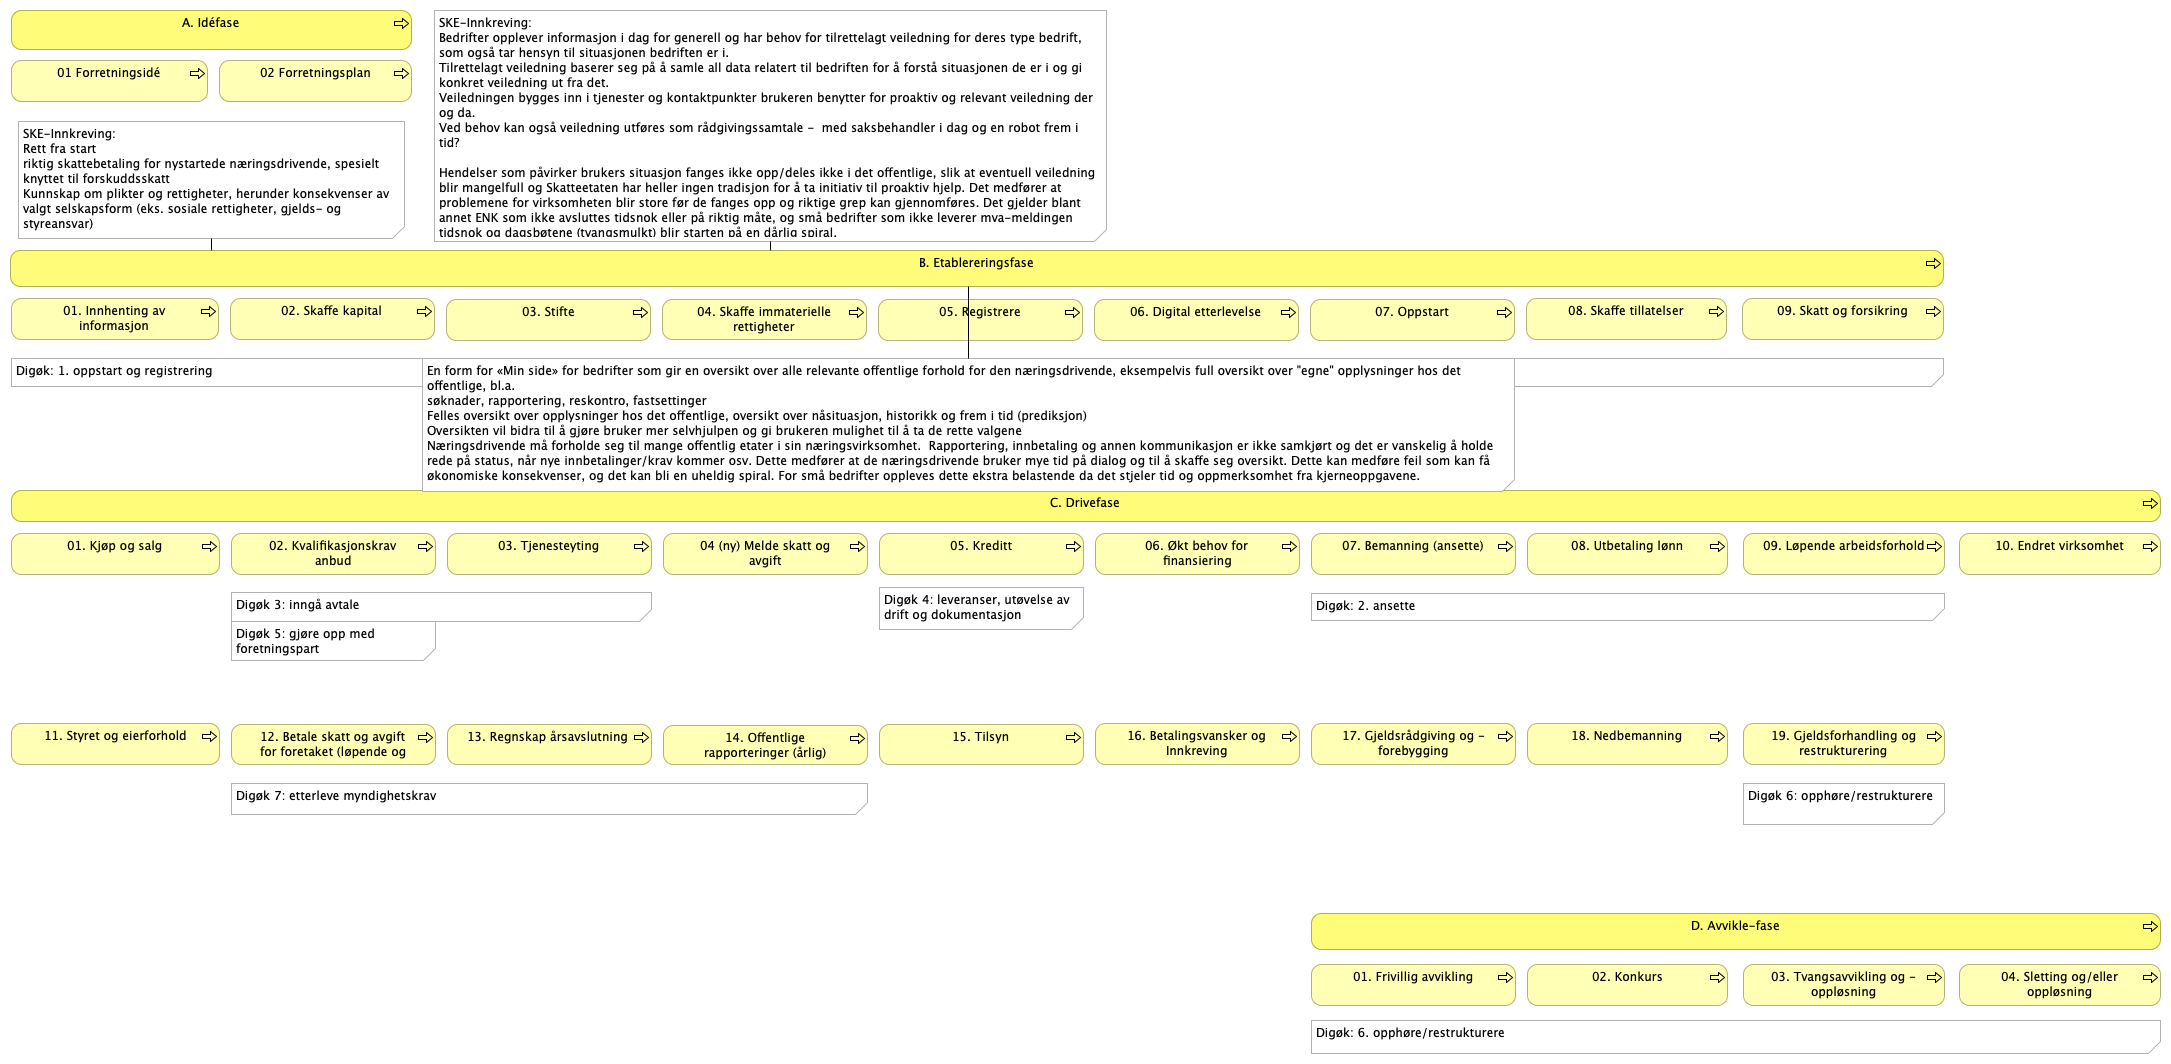 A. Idéfase
01 Forretningsidé
02 Forretningsplan
SKE-Innkreving:
Rett fra start
riktig skattebetaling for nystartede næringsdrivende, spesielt
knyttet til forskuddsskatt
Kunnskap om plikter og rettigheter, herunder konsekvenser av
valgt selskapsform (eks. sosiale rettigheter, gjelds- og
styreansvar)
SKE-Innkreving:
Bedrifter opplever informasjon i dag for generell og har behov for tilrettelagt veiledning for deres type bedrift,
som også tar hensyn til situasjonen bedriften er i.
Tilrettelagt veiledning baserer seg på å samle all data relatert til bedriften for å forstå situasjonen de er i og gi
konkret veiledning ut fra det.
Veiledningen bygges inn i tjenester og kontaktpunkter brukeren benytter for proaktiv og relevant veiledning der
og da.
Ved behov kan også veiledning utføres som rådgivingssamtale -  med saksbehandler i dag og en robot frem i
tid?
Hendelser som påvirker brukers situasjon fanges ikke opp/deles ikke i det offentlige, slik at eventuell veiledning
blir mangelfull og Skatteetaten har heller ingen tradisjon for å ta initiativ til proaktiv hjelp. Det medfører at
problemene for virksomheten blir store før de fanges opp og riktige grep kan gjennomføres. Det gjelder blant
annet ENK som ikke avsluttes tidsnok eller på riktig måte, og små bedrifter som ikke leverer mva-meldingen
tidsnok og dagsbøtene (tvangsmulkt) blir starten på en dårlig spiral.
B. Etablereringsfase
01. Innhenting av
informasjon
02. Skaffe kapital
03. Stifte
04. Skaffe immaterielle
rettigheter
05. Registrere
06. Digital etterlevelse
07. Oppstart
08. Skaffe tillatelser
09. Skatt og forsikring
Digøk: 1. oppstart og registrering
En form for «Min side» for bedrifter som gir en oversikt over alle relevante offentlige forhold for den næringsdrivende, eksempelvis full oversikt over "egne" opplysninger hos det
offentlige, bl.a.
søknader, rapportering, reskontro, fastsettinger
Felles oversikt over opplysninger hos det offentlige, oversikt over nåsituasjon, historikk og frem i tid (prediksjon)
Oversikten vil bidra til å gjøre bruker mer selvhjulpen og gi brukeren mulighet til å ta de rette valgene
Næringsdrivende må forholde seg til mange offentlig etater i sin næringsvirksomhet.  Rapportering, innbetaling og annen kommunikasjon er ikke samkjørt og det er vanskelig å holde
rede på status, når nye innbetalinger/krav kommer osv. Dette medfører at de næringsdrivende bruker mye tid på dialog og til å skaffe seg oversikt. Dette kan medføre feil som kan få
økonomiske konsekvenser, og det kan bli en uheldig spiral. For små bedrifter oppleves dette ekstra belastende da det stjeler tid og oppmerksomhet fra kjerneoppgavene.
C. Drivefase
01. Kjøp og salg
02. Kvalifikasjonskrav
anbud
03. Tjenesteyting
04 (ny) Melde skatt og
avgift
05. Kreditt
06. Økt behov for
finansiering
07. Bemanning (ansette)
08. Utbetaling lønn
09. Løpende arbeidsforhold
10. Endret virksomhet
Digøk 3: inngå avtale
Digøk 5: gjøre opp med
foretningspart
Digøk 4: leveranser, utøvelse av
drift og dokumentasjon
Digøk: 2. ansette
11. Styret og eierforhold
12. Betale skatt og avgift
for foretaket (løpende og
13. Regnskap årsavslutning
14. Offentlige
rapporteringer (årlig)
15. Tilsyn
16. Betalingsvansker og
Innkreving
17. Gjeldsrådgiving og -
forebygging
18. Nedbemanning
19. Gjeldsforhandling og
restrukturering
Digøk 7: etterleve myndighetskrav
Digøk 6: opphøre/restrukturere
D. Avvikle-fase
01. Frivillig avvikling
02. Konkurs
03. Tvangsavvikling og -
oppløsning
04. Sletting og/eller
oppløsning
Digøk: 6. opphøre/restrukturere